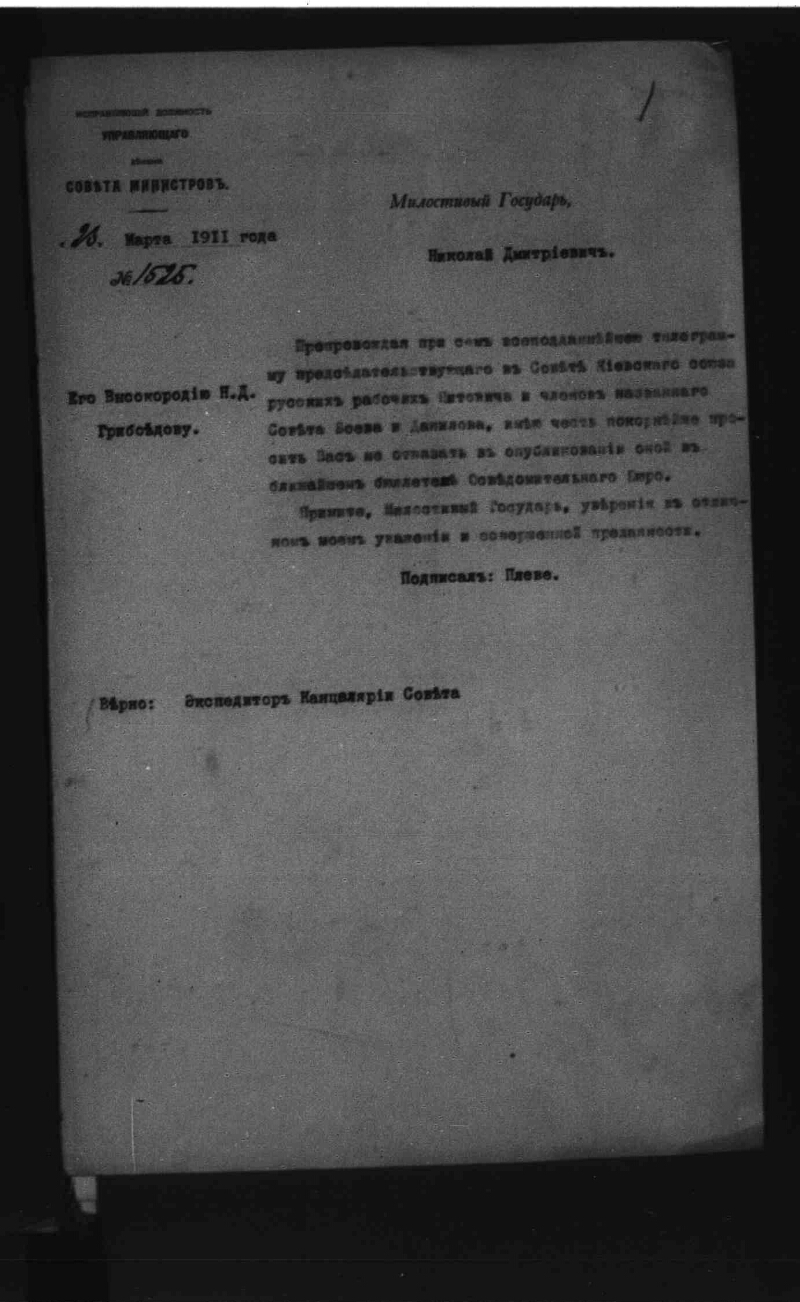 1
ИСПРАВЛЯЮЩІЙ ДОЛЖНОСТЬ
УПРАВЛЯЮЩАГО
дѣлами
СОВѢТА МИНИСТРОВЪ.
Марта 1911 года
№ 1525.
Милостивый Государь,
Николай Дмитріевичъ.
Его Высокородію Н.Д.
Грибоѣдову.
Препровождая при семъ всеподданнѣйшую телеграм-
му предсѣдательствующаго въ Совѣтѣ Кіевскаго союза
русскихъ рабочихъ и членовъ названнаго
Совѣта Боева и Данилова, имѣю честь покорнѣйше про-
сить Васъ не отказать въ опубликованіи оной въ
ближайшемъ бюллетенѣ Освѣдомительнаго Бюро.
Примите, Милостивый Государь, увѣреніе въ отлич-
номъ моемъ уваженіи и совершенной преданности.
Подписалъ: Плеве.
Вѣрно: Экспедиторъ Канцеляріи Совѣта